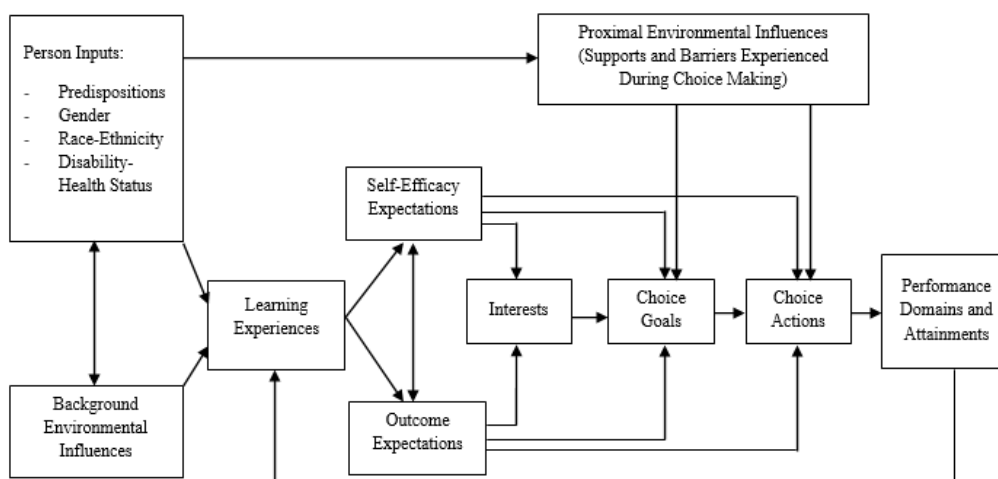 Person Inputs:
- Predispositions
- Gender
- Race-Ethnicity
- Disability-
Health Status
Proximal Environmental Influences
(Supports and Barriers Experienced
During Choice Making)
Background
Environmental
Influences
Learning
Experiences
Self-Efficacy
Expectations
Outcome
Expectations
Interests
Choice
Goals
Choice
Actions
Performance
Domains and
Attainments